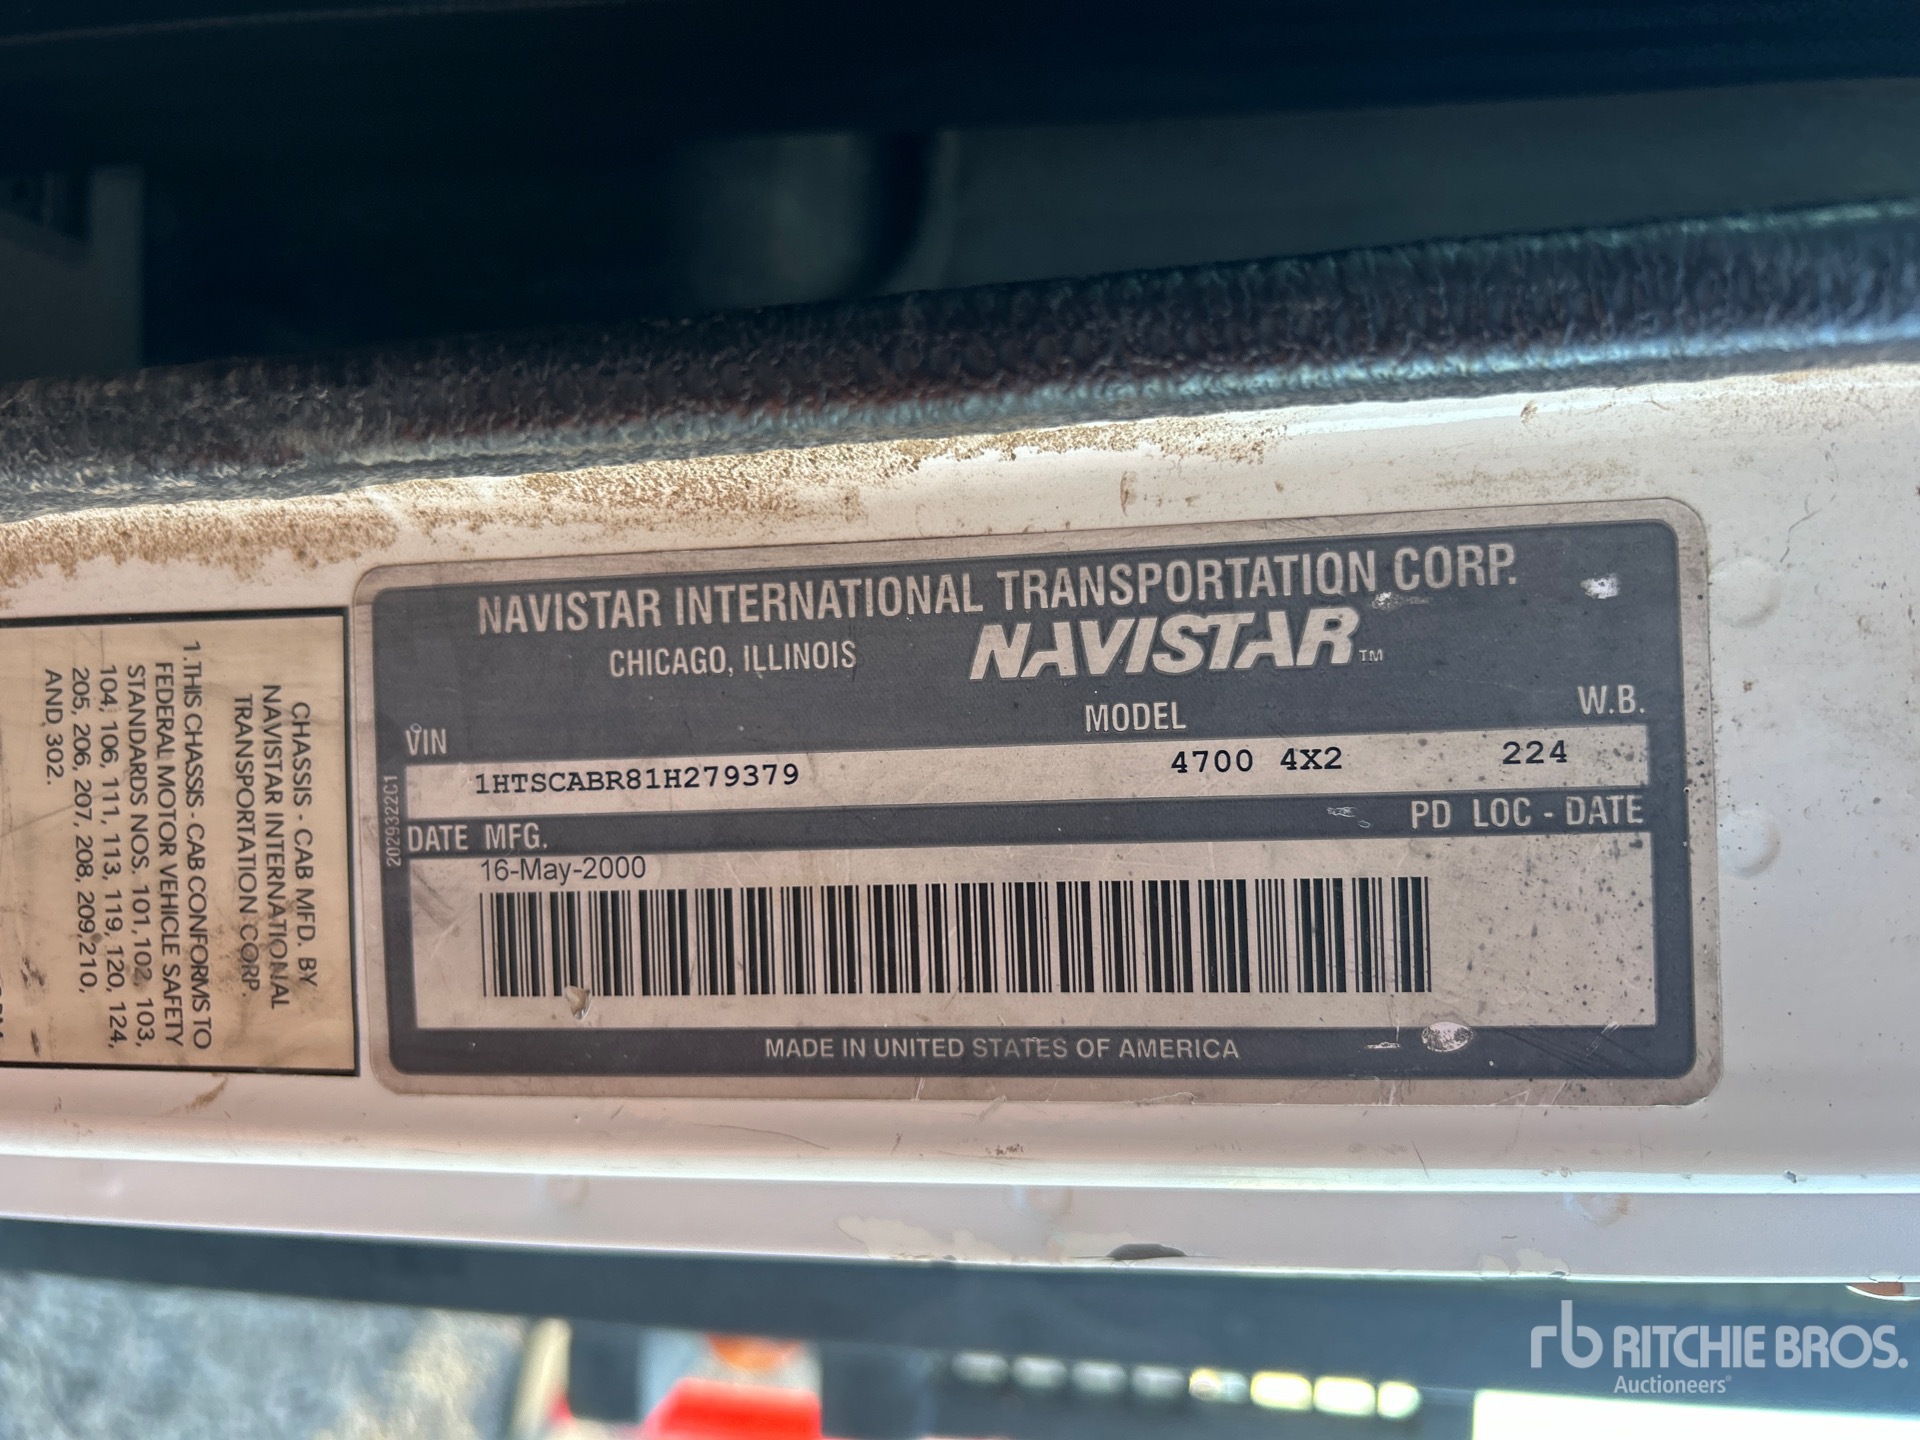 NAVISTAR INTERNATIONAL TRANSPORTATION CORP.
CHICAGO, ILLINOIS NAVISTAR TM
VIN MODEL W.B.
1HTSCABR81H279379 4700 4X2 224
DATE MFG. PD LOC - DATE
16-May-2000
MADE IN UNITED STATES OF AMERICA
2029322C1
CHASSIS - CAB MFD. BY
NAVISTAR INTERNATIONAL
TRANSPORTATION CORP.
1. THIS CHASSIS - CAB CONFORMS TO
FEDERAL MOTOR VEHICLE SAFETY
STANDARDS NOS. 101, 102, 103,
104, 106, 111, 113, 119, 120, 124,
205, 206, 207, 208, 209, 210,
AND 302.
rb RITCHIE BROS.
Auctioneers